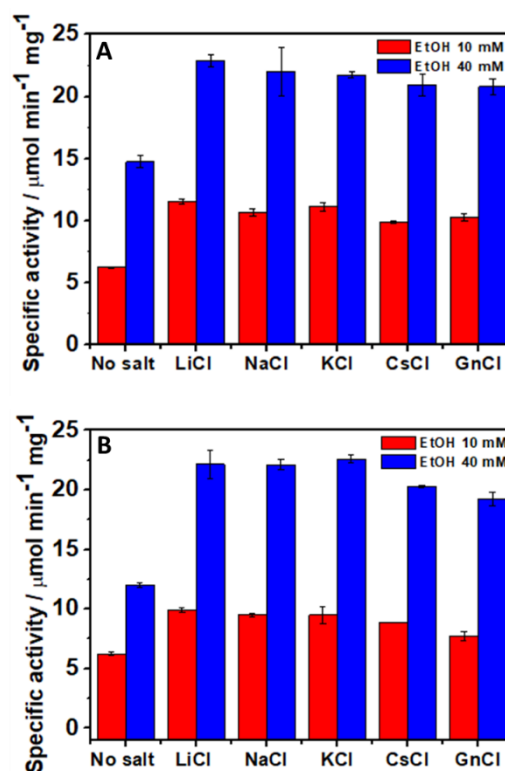 A
EtOH 10 mM
EtOH 40 mM
Specific activity / μmol min⁻¹ mg⁻¹
25
20
15
10
5
0
No salt LiCl NaCl KCl CsCl GnCl
B
EtOH 10 mM
EtOH 40 mM
Specific activity / μmol min⁻¹ mg⁻¹
25
20
15
10
5
0
No salt LiCl NaCl KCl CsCl GnCl